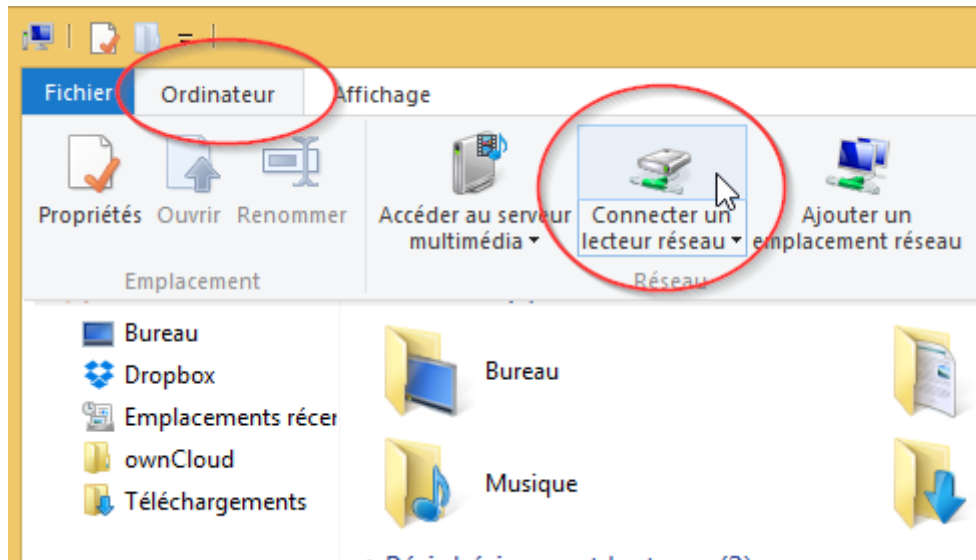 Fichier Ordinateur Affichage
Propriétés Ouvrir Renommer
Accéder au serveur
multimédia
Connecter un
lecteur réseau
Ajouter un
emplacement réseau
Emplacement
Réseau
Bureau
Dropbox
Emplacements récen
ownCloud
Téléchargements
Bureau
Musique